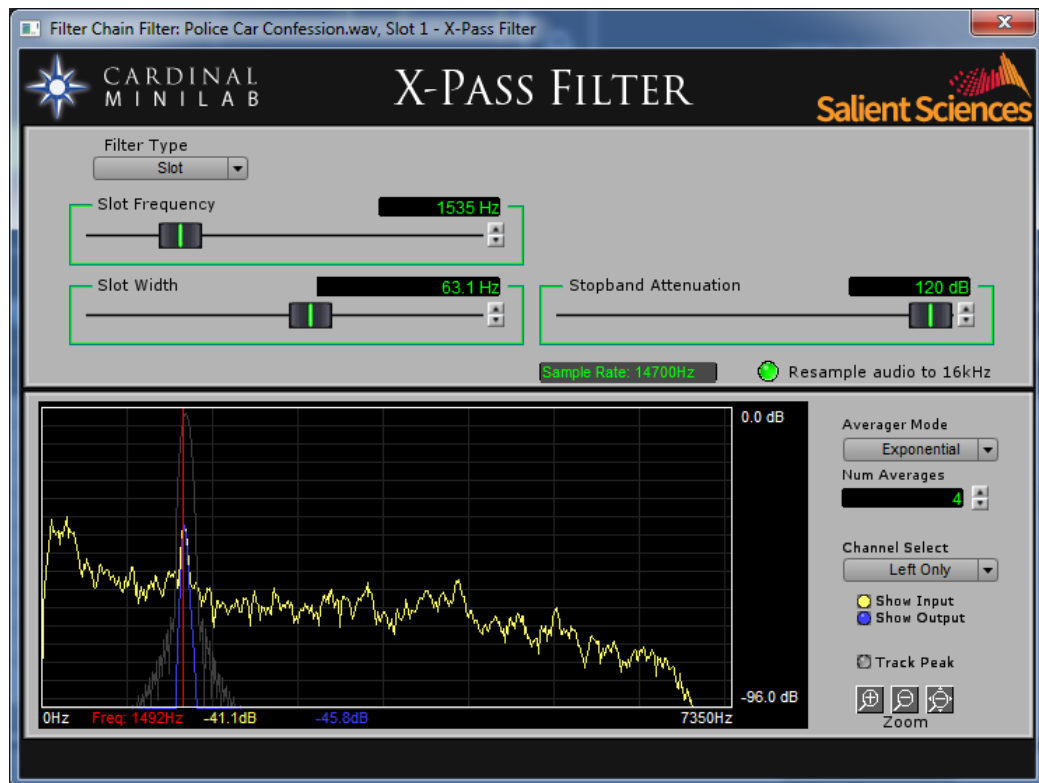 Filter Chain Filter: Police Car Confession.wav, Slot 1 - X-Pass Filter
CARDINAL
MINILAB
X-PASS FILTER
Salient Sciences
Filter Type
Slot
Slot Frequency
1535 Hz
Slot Width
63.1 Hz
Stopband Attenuation
120 dB
Sample Rate: 14700Hz
Resample audio to 16kHz
0.0 dB
-96.0 dB
0Hz Freq: 1492Hz -41.1dB -45.8dB 7350Hz
Averager Mode
Exponential
Num Averages
4
Channel Select
Left Only
Show Input
Show Output
Track Peak
Zoom